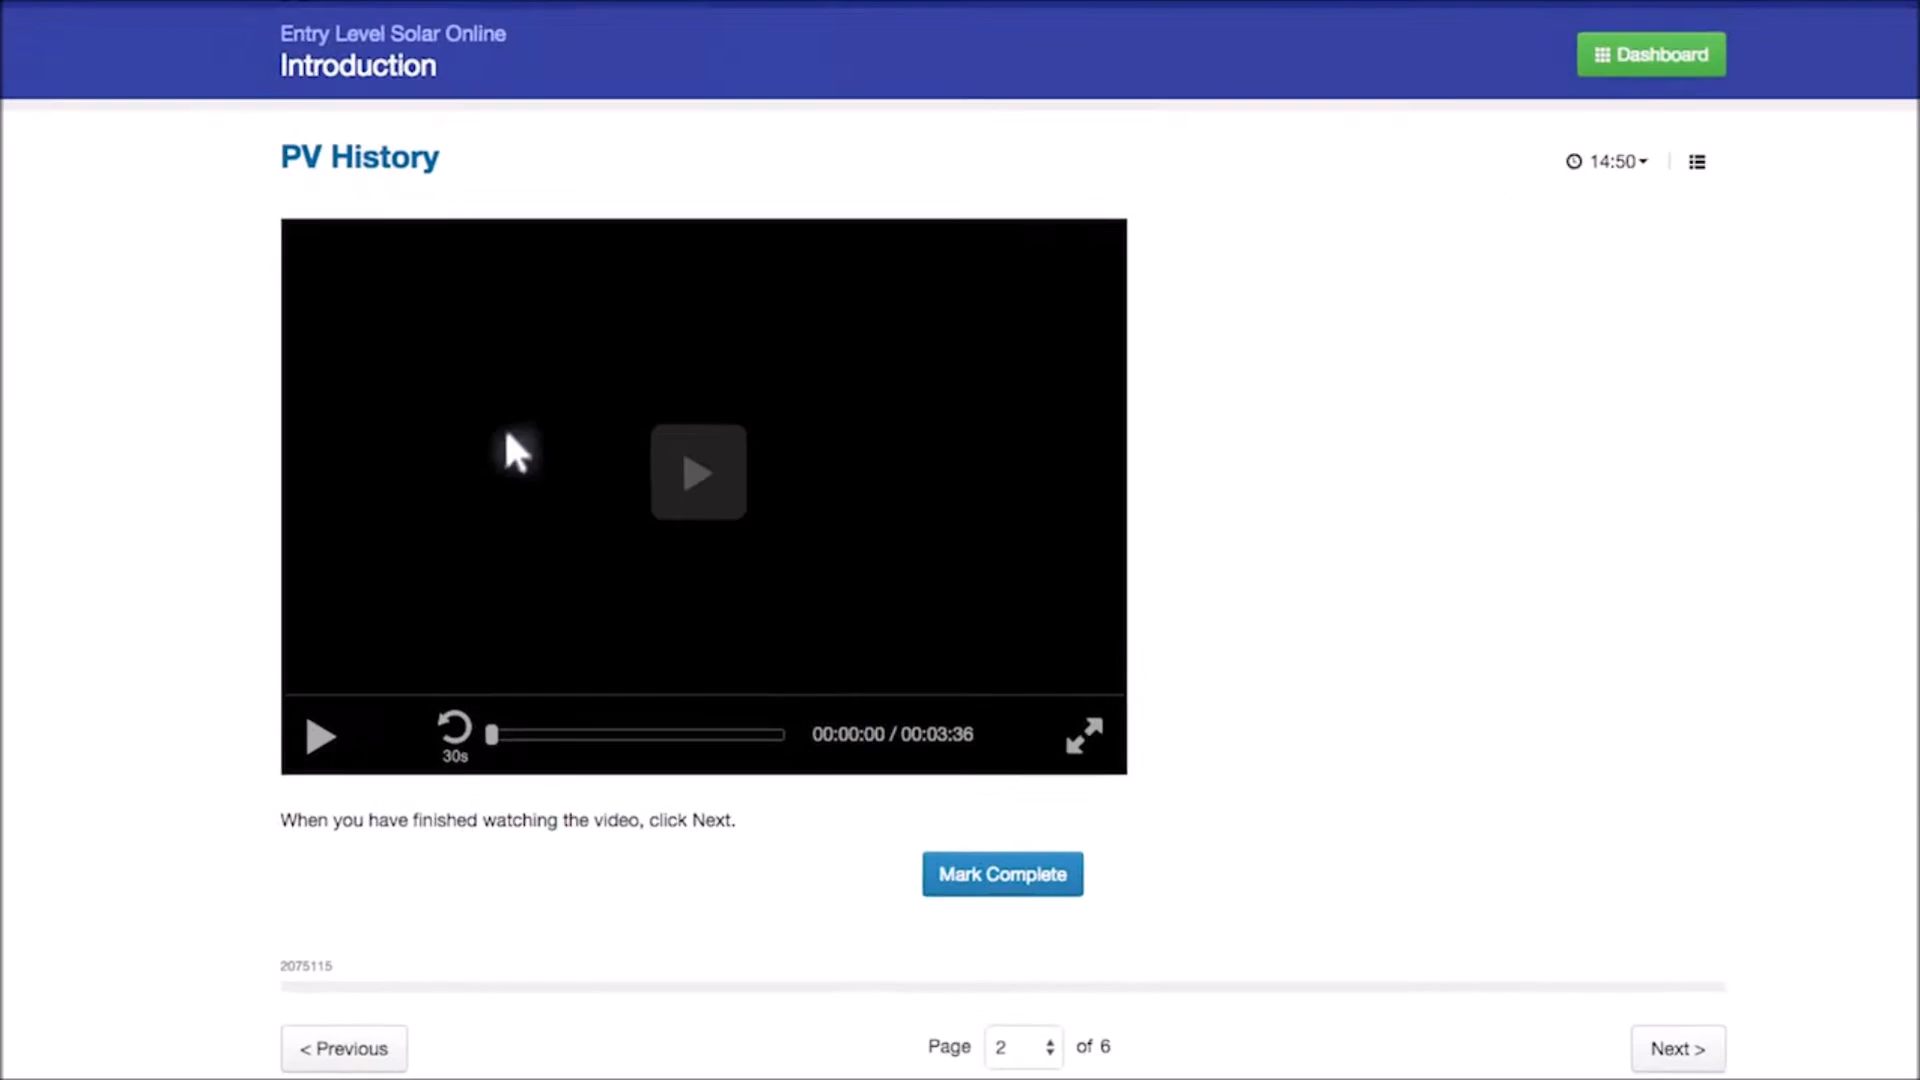 Entry Level Solar Online
Introduction
Dashboard
PV History
14:50
30s
00:00:00 / 00:03:36
When you have finished watching the video, click Next.
Mark Complete
2075115
< Previous
Page 2 of 6
Next >